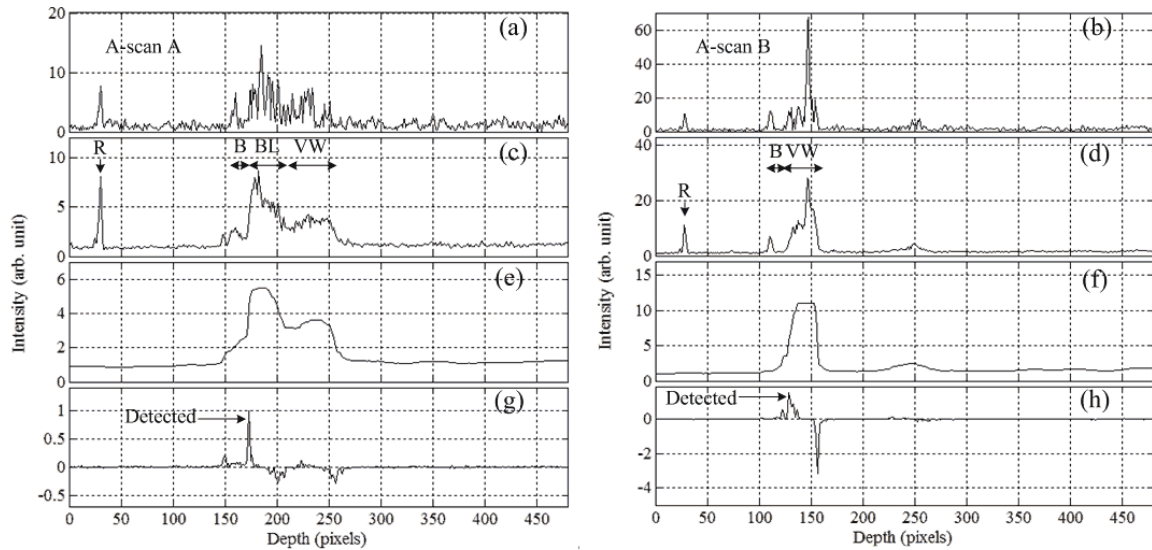 20
(a)
A-scan A
10
0
10
R
B BL VW
(c)
5
0
6
(e)
4
2
0
1
Detected
(g)
0.5
0
-0.5
0 50 100 150 200 250 300 350 400 450
Depth (pixels)
Intensity (arb. unit)
60
(b)
A-scan B
40
20
0
40
B VW
(d)
R
20
0
15
(f)
10
5
0
2
Detected
(h)
0
-2
-4
0 50 100 150 200 250 300 350 400 450
Depth (pixels)
Intensity (arb. unit)